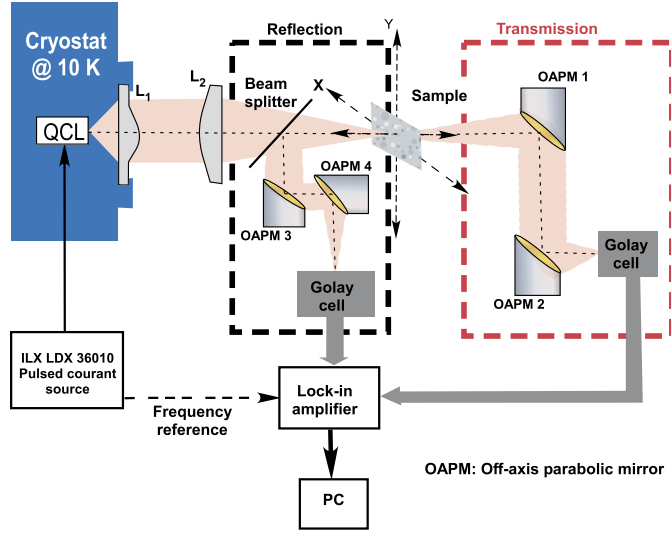 Cryostat
@ 10 K
QCL
L1
L2
Reflection
Beam
splitter
X
Y
Sample
OAPM 4
OAPM 3
Golay
cell
Transmission
OAPM 1
OAPM 2
Golay
cell
ILX LDX 36010
Pulsed courant
source
Frequency
reference
Lock-in
amplifier
PC
OAPM: Off-axis parabolic mirror